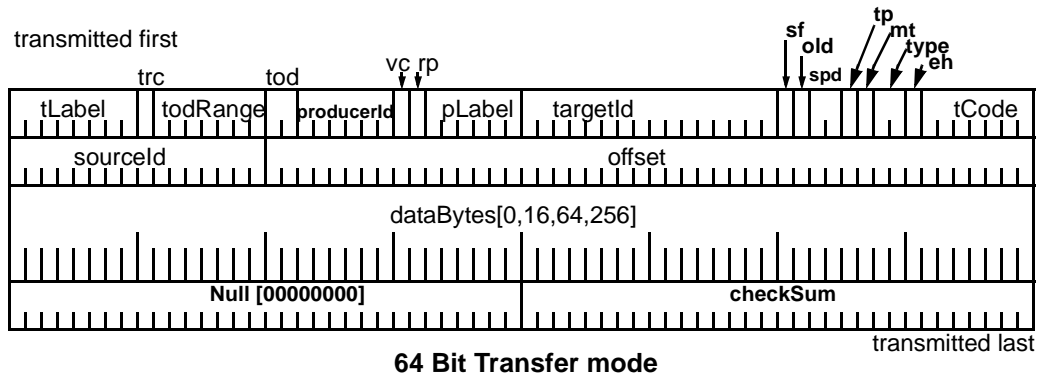 transmitted first
sf
old
spd
tp
mt
type
eh
trc
tod
vc rp
tLabel todRange producerId pLabel targetId tCode
sourceId offset
dataBytes[0,16,64,256]
Null [00000000] checkSum
transmitted last
64 Bit Transfer mode